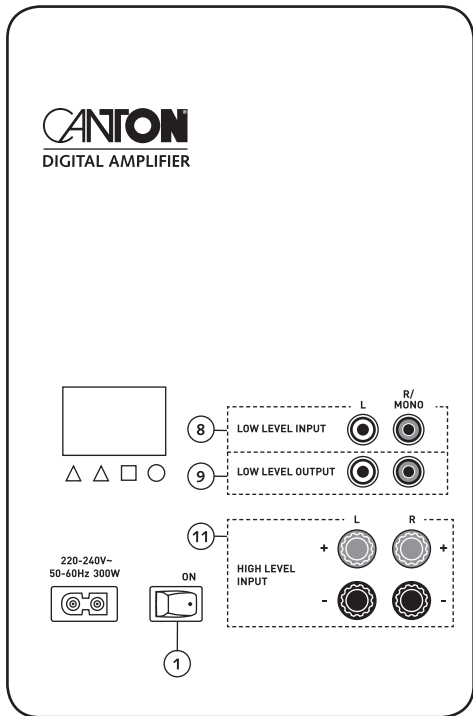 CANTON®
DIGITAL AMPLIFIER
L
R/
MONO
8
LOW LEVEL INPUT
9
LOW LEVEL OUTPUT
11
L
R
+
+
HIGH LEVEL
INPUT
-
-
220-240V~
50-60Hz 300W
ON
1